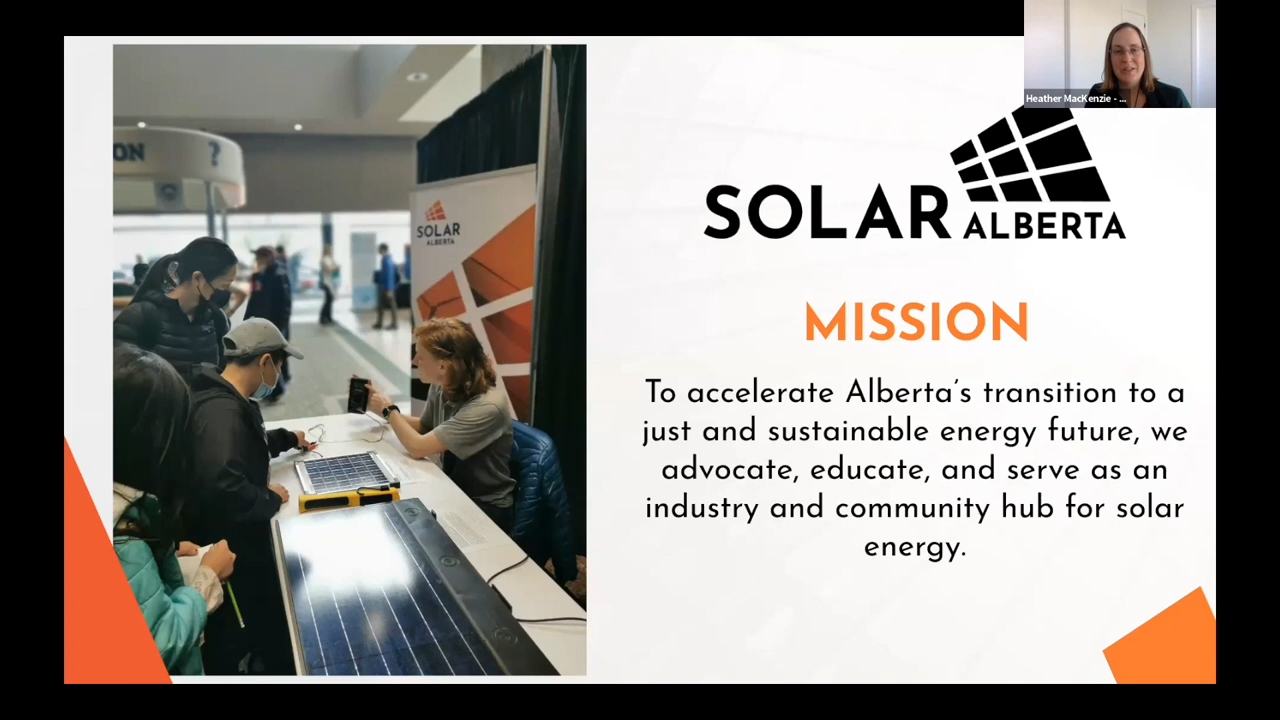 Heather MacKenzie - ...
ON ?
SOLAR
ALBERTA
SOLAR ALBERTA
MISSION
To accelerate Alberta's transition to a
just and sustainable energy future, we
advocate, educate, and serve as an
industry and community hub for solar
energy.